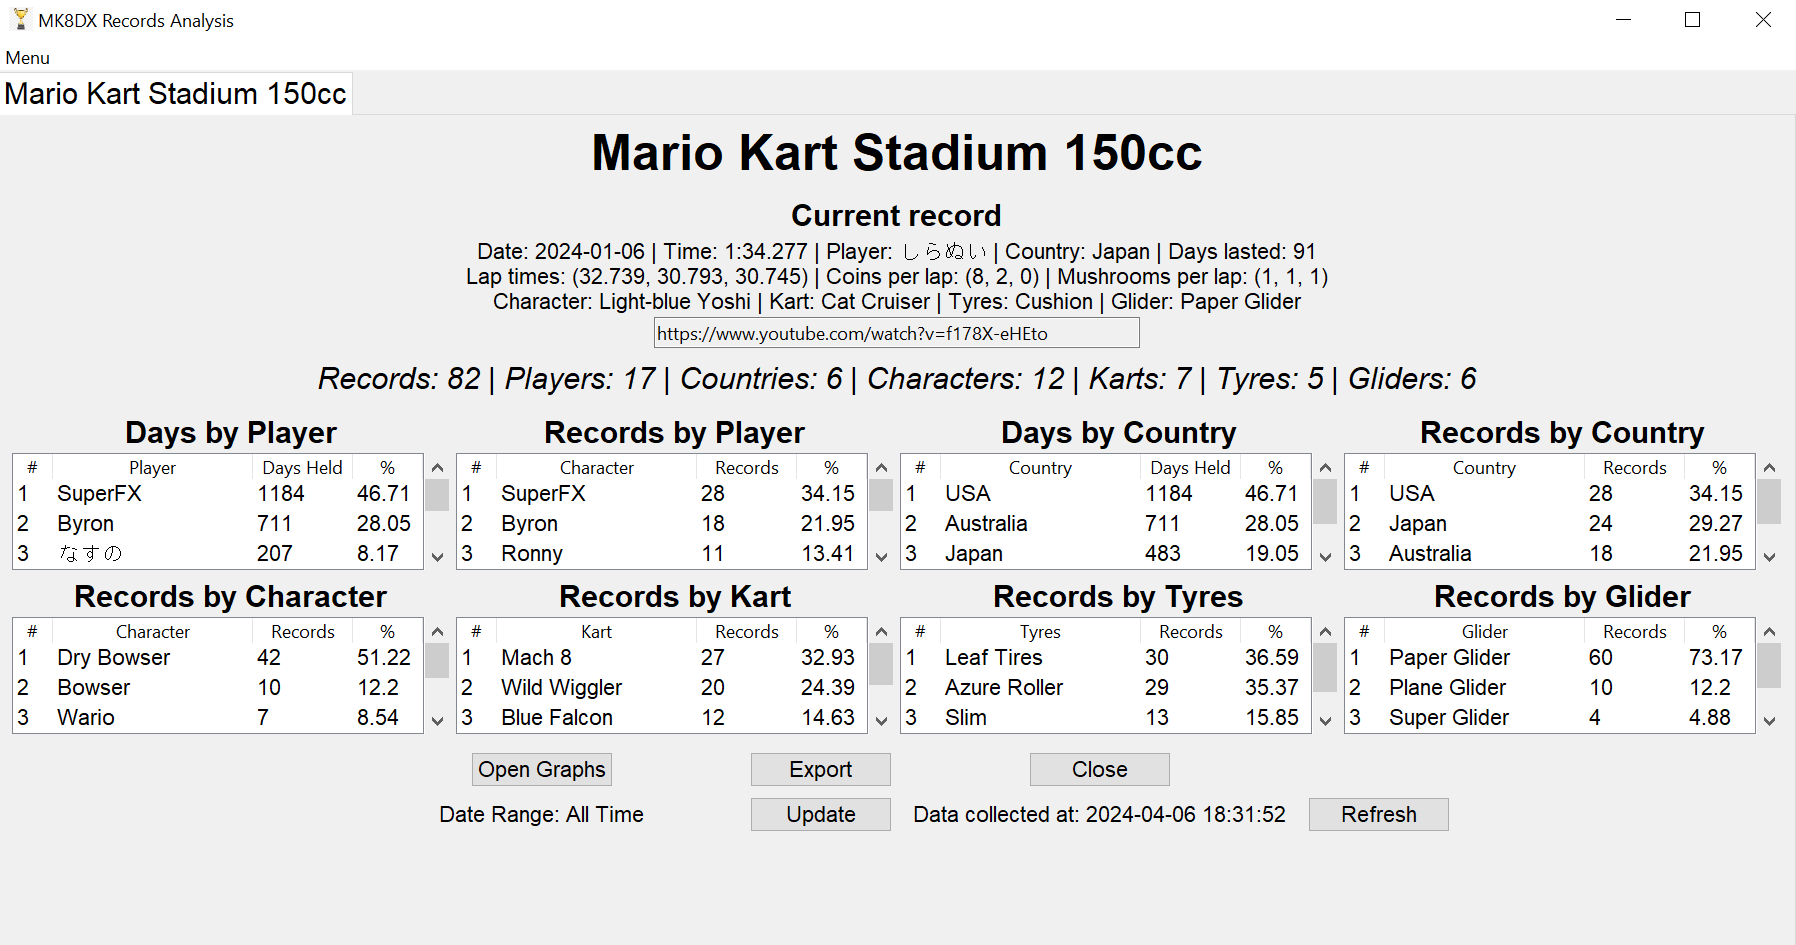 MK8DX Records Analysis
Menu
Mario Kart Stadium 150cc
Mario Kart Stadium 150cc
Current record
Date: 2024-01-06 | Time: 1:34.277 | Player: しらぬい | Country: Japan | Days lasted: 91
Lap times: (32.739, 30.793, 30.745) | Coins per lap: (8, 2, 0) | Mushrooms per lap: (1, 1, 1)
Character: Light-blue Yoshi | Kart: Cat Cruiser | Tyres: Cushion | Glider: Paper Glider
https://www.youtube.com/watch?v=f178X-eHEto
Records: 82 | Players: 17 | Countries: 6 | Characters: 12 | Karts: 7 | Tyres: 5 | Gliders: 6
Days by Player
# Player Days Held %
1 SuperFX 1184 46.71
2 Byron 711 28.05
3 なすの 207 8.17
Records by Player
# Character Records %
1 SuperFX 28 34.15
2 Byron 18 21.95
3 Ronny 11 13.41
Days by Country
# Country Days Held %
1 USA 1184 46.71
2 Australia 711 28.05
3 Japan 483 19.05
Records by Country
# Country Records %
1 USA 28 34.15
2 Japan 24 29.27
3 Australia 18 21.95
Records by Character
# Character Records %
1 Dry Bowser 42 51.22
2 Bowser 10 12.2
3 Wario 7 8.54
Records by Kart
# Kart Records %
1 Mach 8 27 32.93
2 Wild Wiggler 20 24.39
3 Blue Falcon 12 14.63
Records by Tyres
# Tyres Records %
1 Leaf Tires 30 36.59
2 Azure Roller 29 35.37
3 Slim 13 15.85
Records by Glider
# Glider Records %
1 Paper Glider 60 73.17
2 Plane Glider 10 12.2
3 Super Glider 4 4.88
Open Graphs Export Close
Date Range: All Time Update Data collected at: 2024-04-06 18:31:52 Refresh